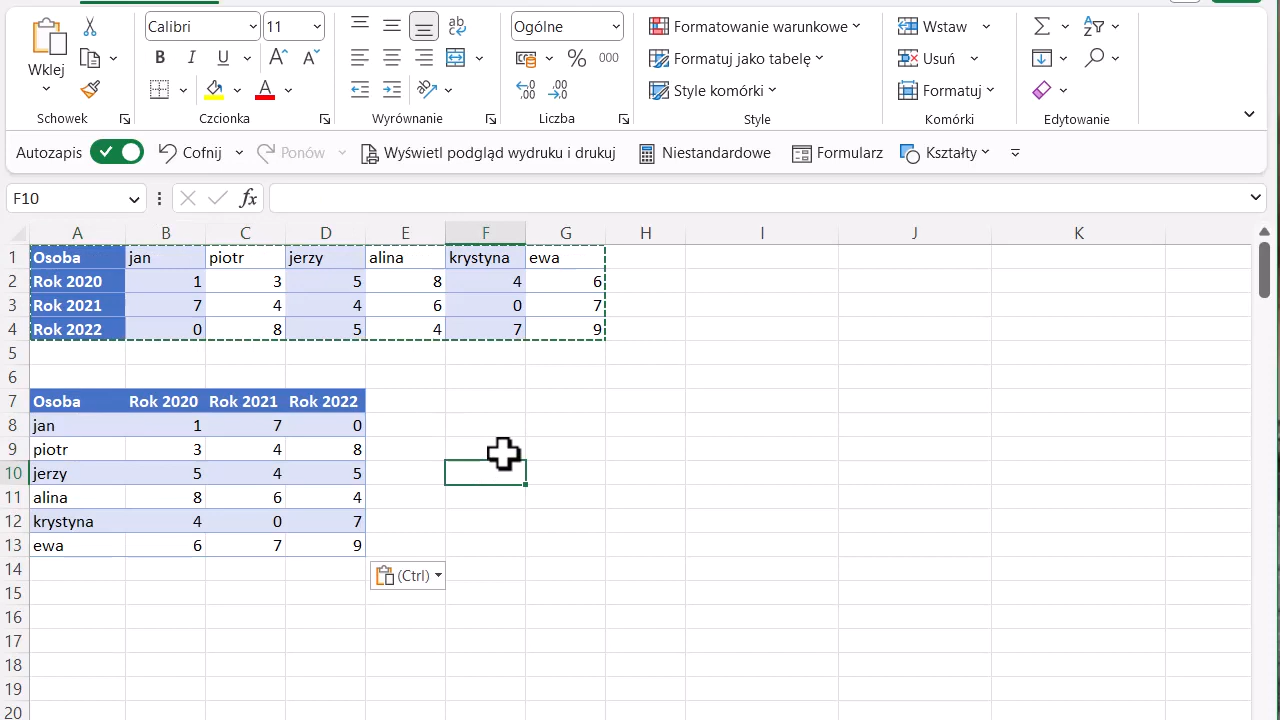 Calibri 11 ab Ogólne Formatowanie warunkowe Wstaw
Wklej B I U A A % 000 Formatuj jako tabelę Usuń
A Style komórki Formatuj
Schowek Czcionka Wyrównanie Liczba Style Komórki Edytowanie
Autozapis Cofnij Ponów Wyświetl podgląd wydruku i drukuj Niestandardowe Formularz Kształty
F10 fx
A B C D E F G H I J K
1 Osoba jan piotr jerzy alina krystyna ewa
2 Rok 2020 1 3 5 8 4 6
3 Rok 2021 7 4 4 6 0 7
4 Rok 2022 0 8 5 4 7 9
5
6
7 Osoba Rok 2020 Rok 2021 Rok 2022
8 jan 1 7 0
9 piotr 3 4 8
10 jerzy 5 4 5
11 alina 8 6 4
12 krystyna 4 0 7
13 ewa 6 7 9
14 (Ctrl)
15
16
17
18
19
20